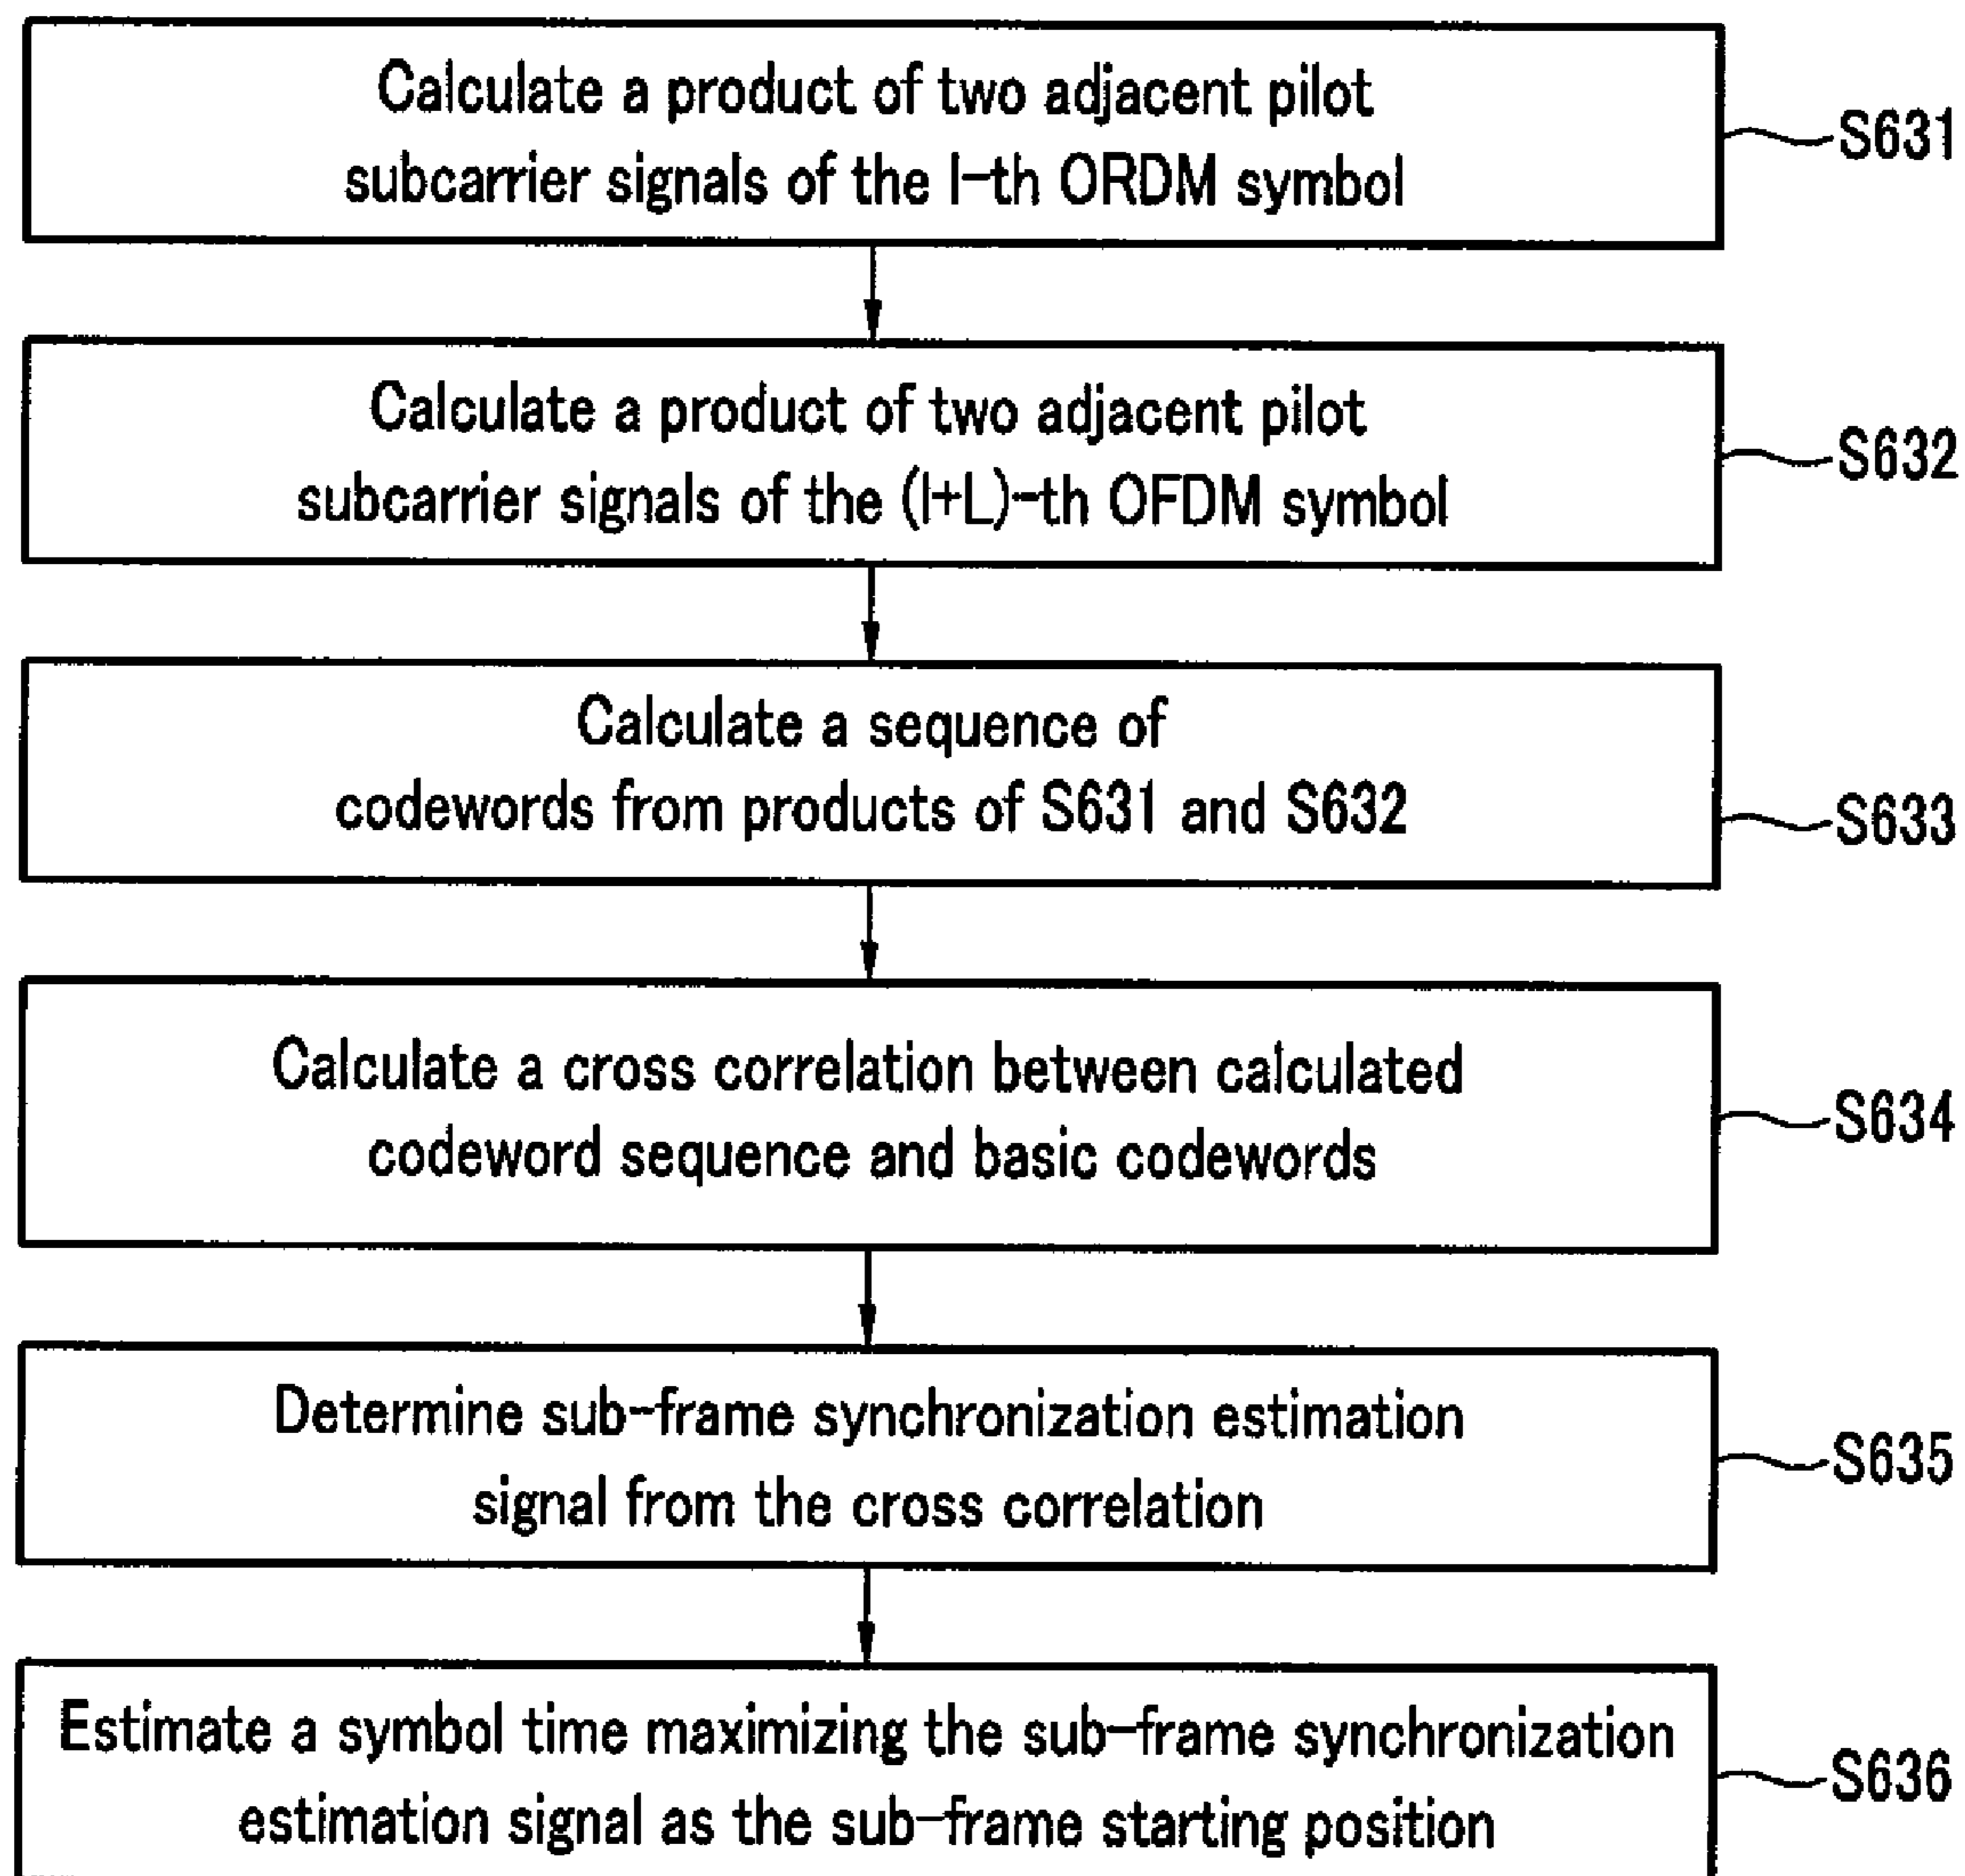 Calculate a product of two adjacent pilot
subcarrier signals of the l-th ORDM symbol
S631
Calculate a product of two adjacent pilot
subcarrier signals of the (l+L)-th OFDM symbol
S632
Calculate a sequence of
codewords from products of S631 and S632
S633
Calculate a cross correlation between calculated
codeword sequence and basic codewords
S634
Determine sub-frame synchronization estimation
signal from the cross correlation
S635
Estimate a symbol time maximizing the sub-frame synchronization
estimation signal as the sub-frame starting position
S636